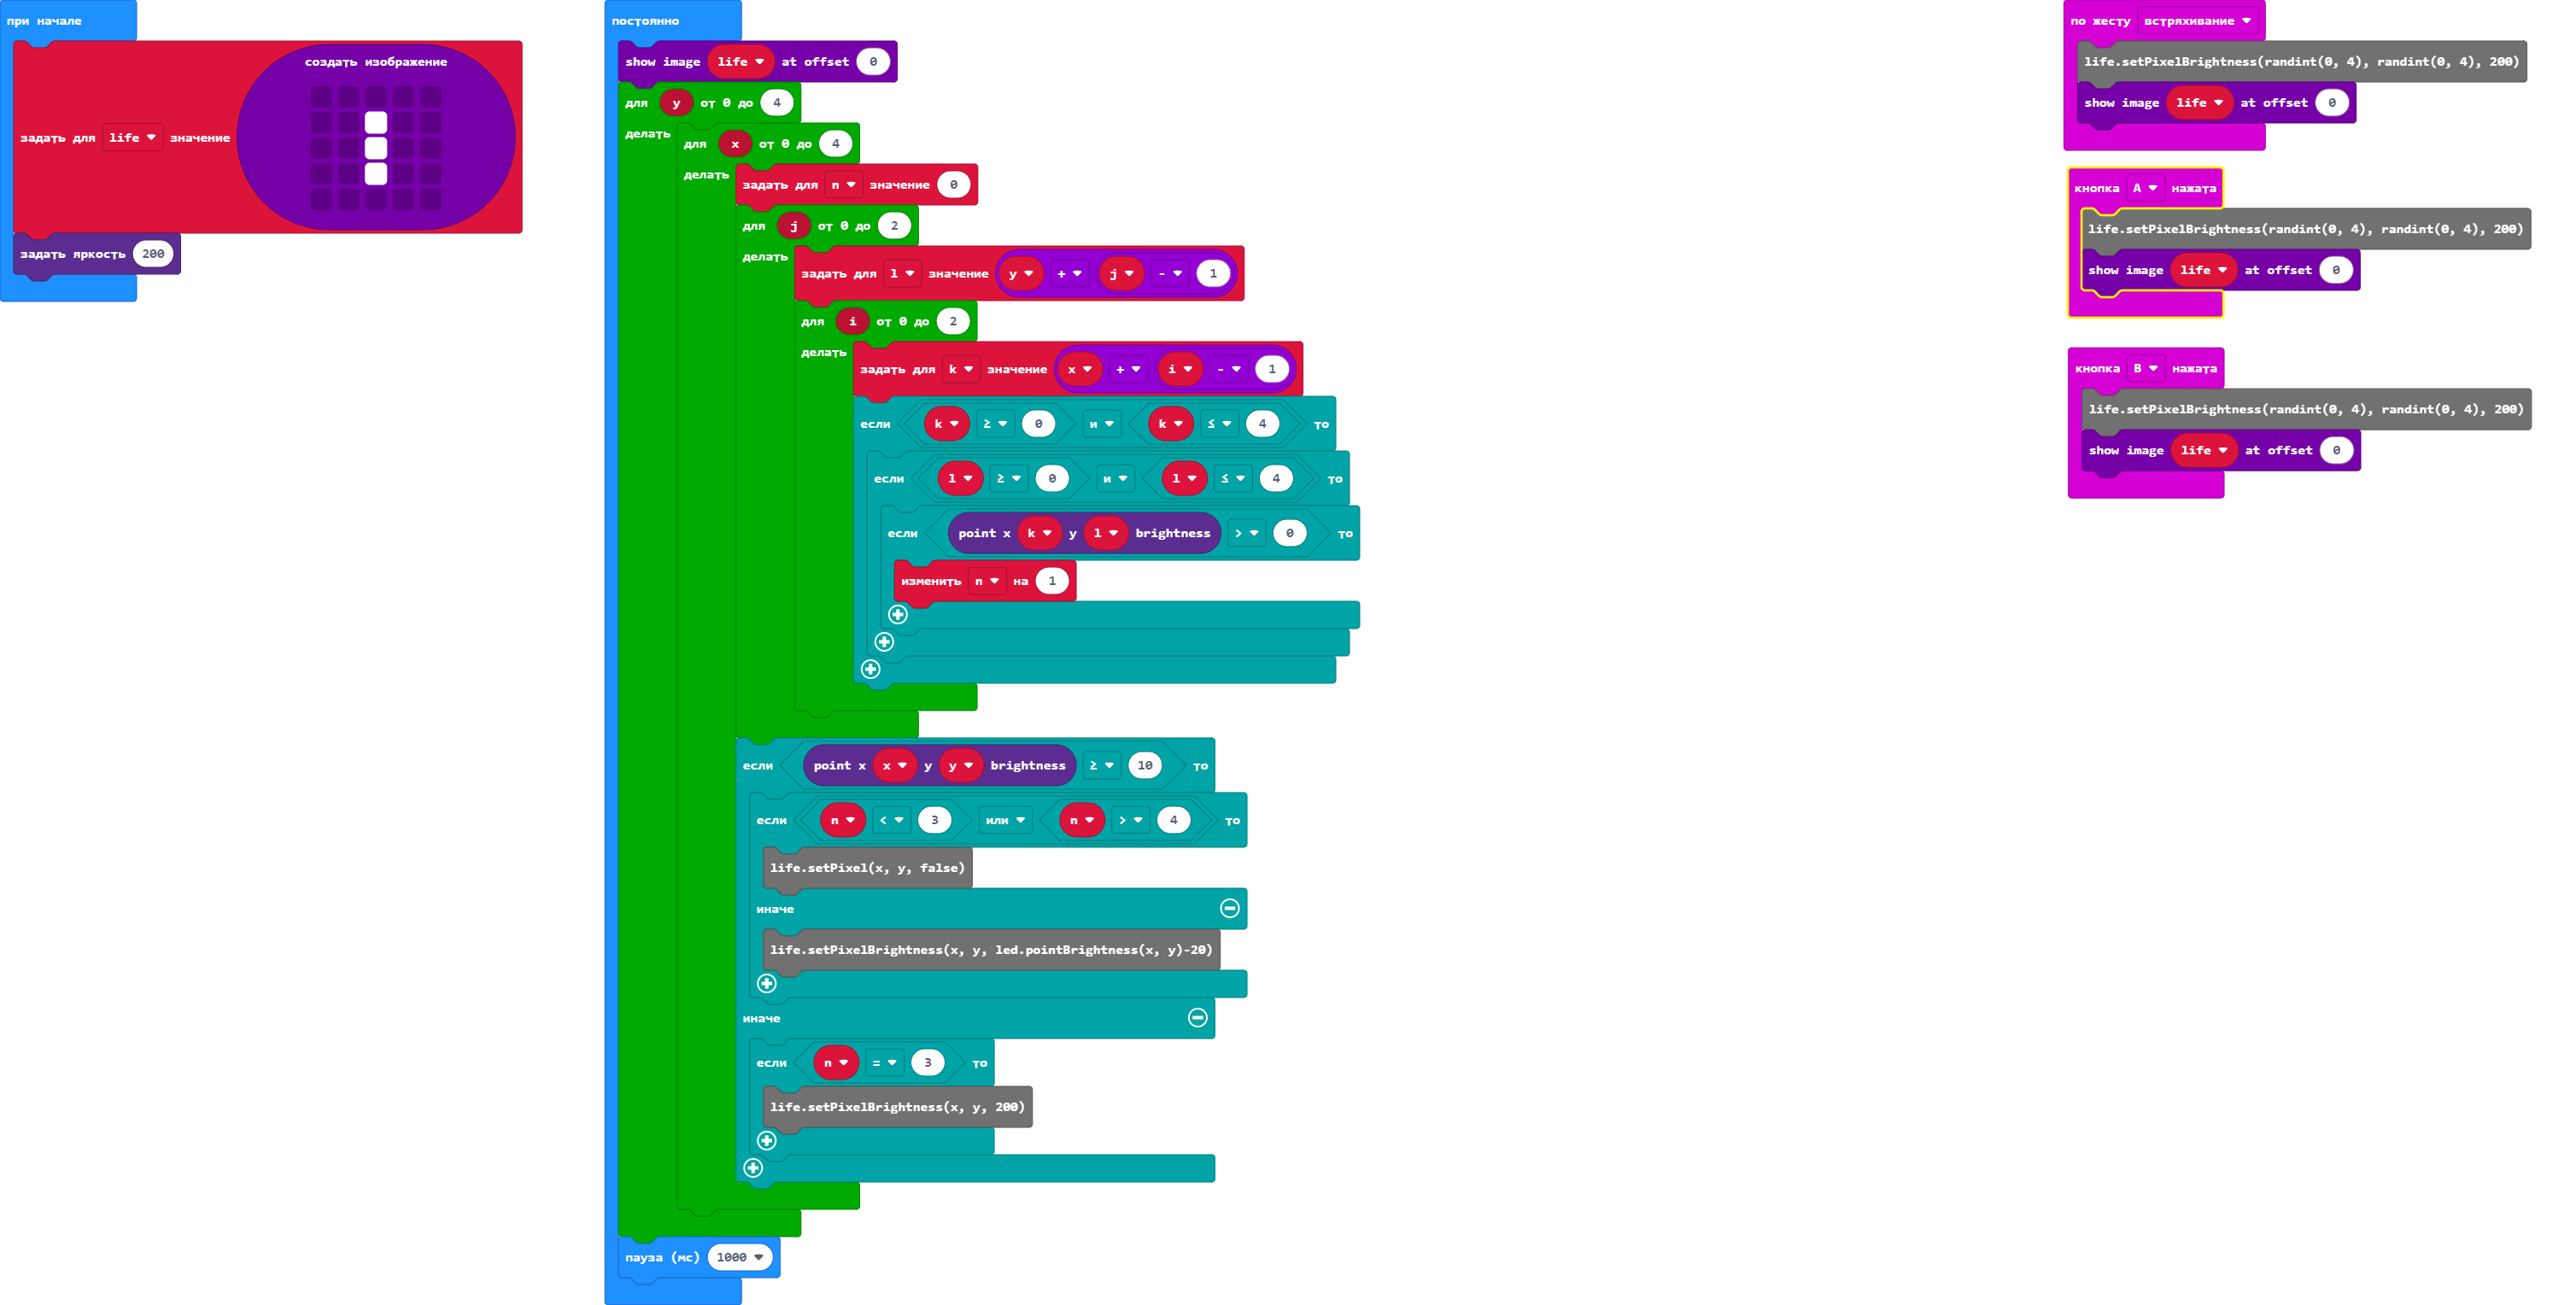 при начале
создать изображение
задать для life значение
задать яркость 200
постоянно
show image life at offset 0
для y от 0 до 4
делать
для x от 0 до 4
делать
задать для n значение 0
для j от 0 до 2
делать
задать для l значение y + j - 1
для i от 0 до 2
делать
задать для k значение x + i - 1
если k ≥ 0 и k ≤ 4 то
если l ≥ 0 и l ≤ 4 то
если point x k y l brightness > 0 то
изменить n на 1
если point x x y y brightness ≥ 10 то
если n < 3 или n > 4 то
life.setPixel(x, y, false)
иначе
life.setPixelBrightness(x, y, led.pointBrightness(x, y)-20)
иначе
если n = 3 то
life.setPixelBrightness(x, y, 200)
пауза (мс) 1000
по жесту встряхивание
life.setPixelBrightness(randint(0, 4), randint(0, 4), 200)
show image life at offset 0
кнопка A нажата
life.setPixelBrightness(randint(0, 4), randint(0, 4), 200)
show image life at offset 0
кнопка B нажата
life.setPixelBrightness(randint(0, 4), randint(0, 4), 200)
show image life at offset 0